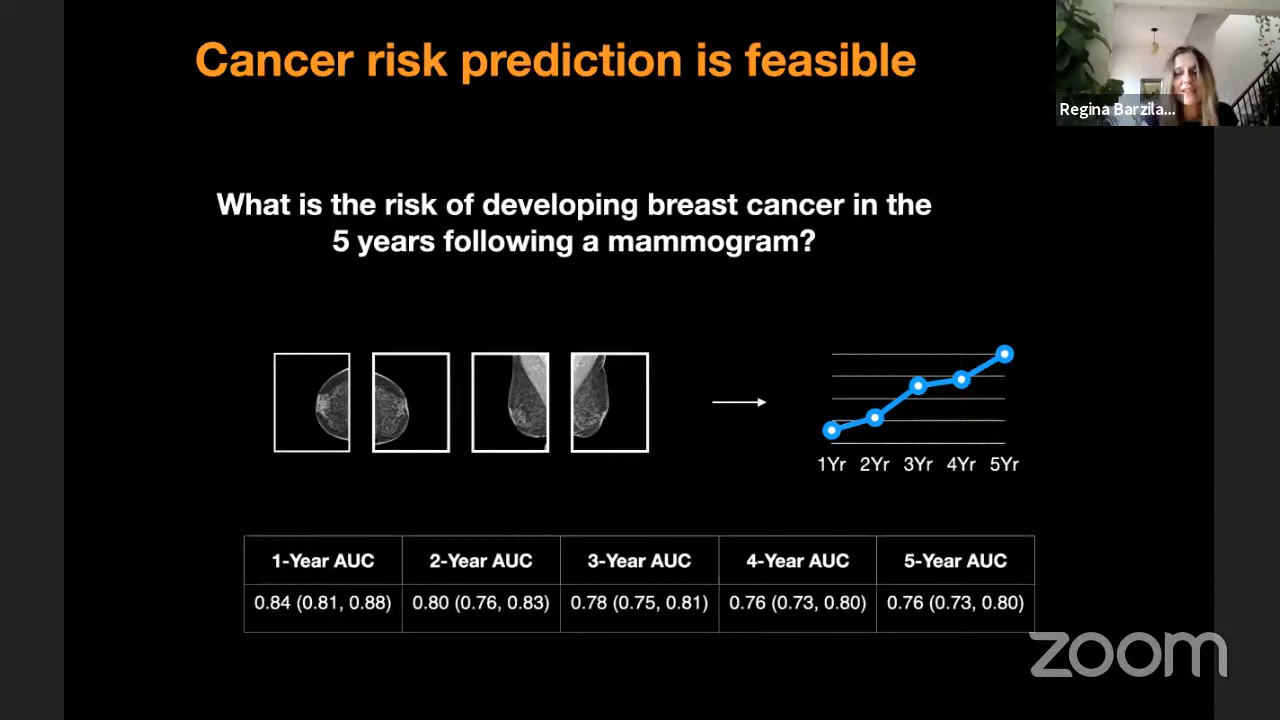 Cancer risk prediction is feasible
Regina Barzila...
What is the risk of developing breast cancer in the
5 years following a mammogram?
1Yr 2Yr 3Yr 4Yr 5Yr
1-Year AUC 2-Year AUC 3-Year AUC 4-Year AUC 5-Year AUC
0.84 (0.81, 0.88) 0.80 (0.76, 0.83) 0.78 (0.75, 0.81) 0.76 (0.73, 0.80) 0.76 (0.73, 0.80)
zoom